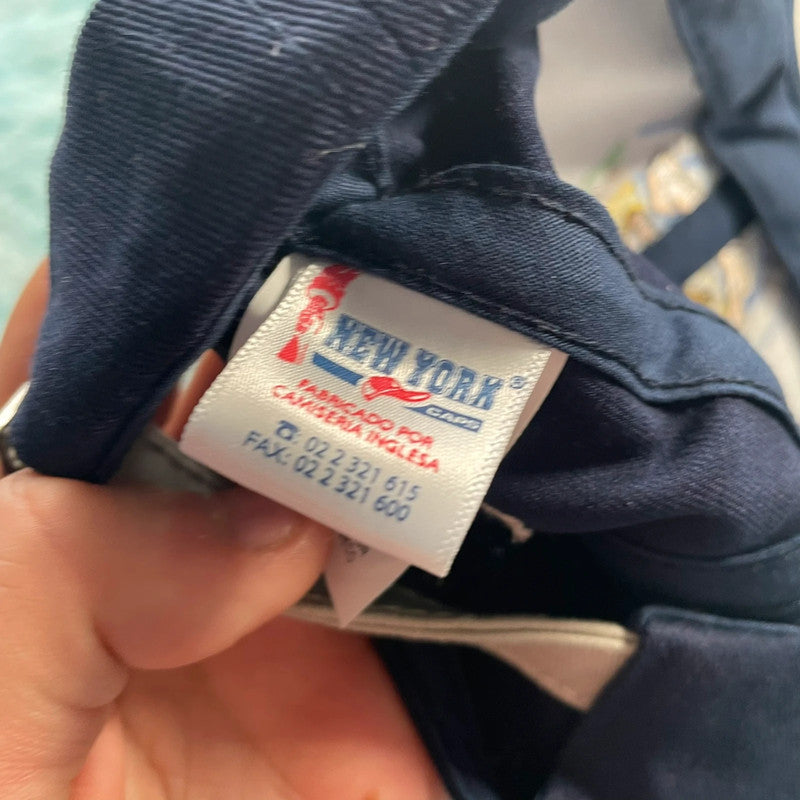 NEW YORK®
CAPS
FABRICADO POR
CAMISERIA INGLESA
☎: 02 2 321 615
FAX: 02 2 321 600